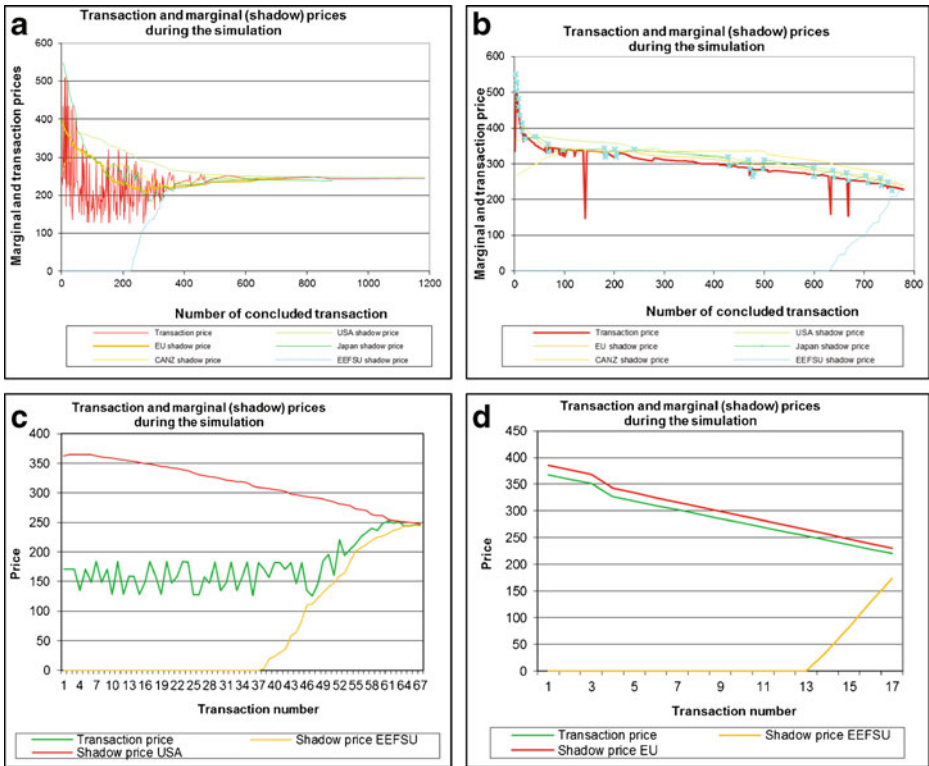 a
Transaction and marginal (shadow) prices
during the simulation
Marginal and transaction prices
600
500
400
300
200
100
0
0 200 400 600 800 1000 1200
Number of concluded transaction
Transaction price
USA shadow price
EU shadow price
Japan shadow price
CANZ shadow price
EEFSU shadow price
b
Transaction and marginal (shadow) prices
during the simulation
Marginal and transaction price
600
500
400
300
200
100
0
0 100 200 300 400 500 600 700 800
Number of concluded transaction
Transaction price
USA shadow price
EU shadow price
Japan shadow price
CANZ shadow price
EEFSU shadow price
c
Transaction and marginal (shadow) prices
during the simulation
Price
400
350
300
250
200
150
100
50
0
1 4 7 10 13 16 19 22 25 28 31 34 37 40 43 46 49 52 55 58 61 64 67
Transaction number
Transaction price
Shadow price EEFSU
Shadow price USA
d
Transaction and marginal (shadow) prices
during the simulation
Price
450
400
350
300
250
200
150
100
50
0
1 3 5 7 9 11 13 15 17
Transaction number
Transaction price
Shadow price EEFSU
Shadow price EU